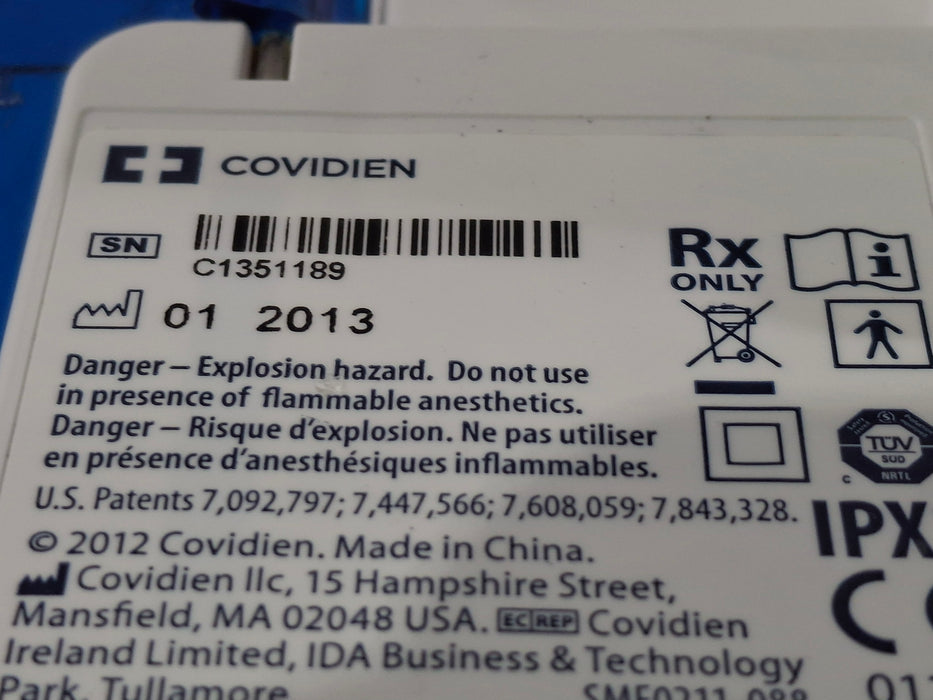 COVIDIEN
SN
C1351189
01 2013
Rx
ONLY
Danger – Explosion hazard. Do not use
in presence of flammable anesthetics.
Danger – Risque d'explosion. Ne pas utiliser
en présence d'anesthésiques inflammables.
TÜV
SÜD
NRTL
c
U.S. Patents 7,092,797; 7,447,566; 7,608,059; 7,843,328.
IPX
© 2012 Covidien. Made in China.
Covidien llc, 15 Hampshire Street,
Mansfield, MA 02048 USA. EC REP Covidien
Ireland Limited, IDA Business & Technology
Park, Tullamore